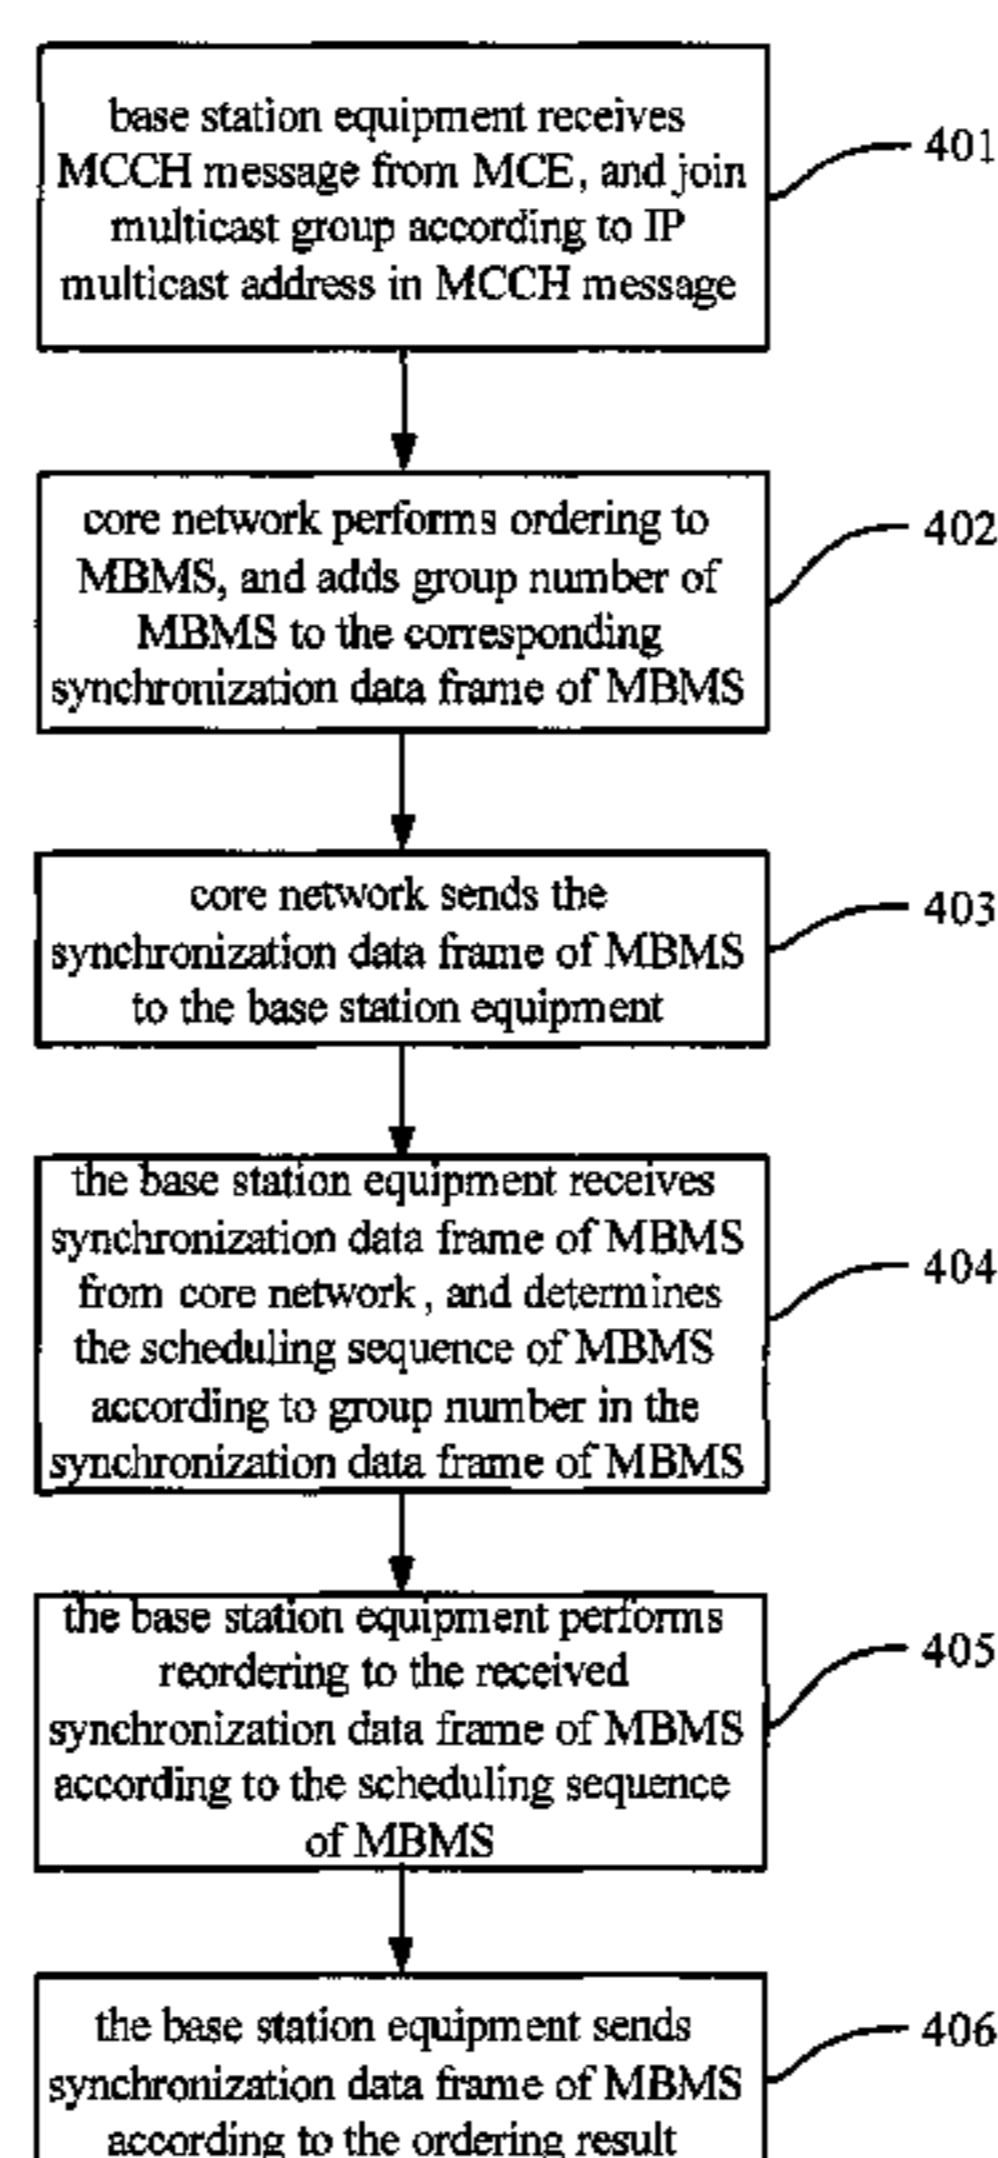 base station equipment receives
MCCH message from MCE, and join
multicast group according to IP
multicast address in MCCH message
401
core network performs ordering to
MBMS, and adds group number of
MBMS to the corresponding
synchronization data frame of MBMS
402
core network sends the
synchronization data frame of MBMS
to the base station equipment
403
the base station equipment receives
synchronization data frame of MBMS
from core network, and determines
the scheduling sequence of MBMS
according to group number in the
synchronization data frame of MBMS
404
the base station equipment performs
reordering to the received
synchronization data frame of MBMS
according to the scheduling sequence
of MBMS
405
the base station equipment sends
synchronization data frame of MBMS
according to the ordering result
406